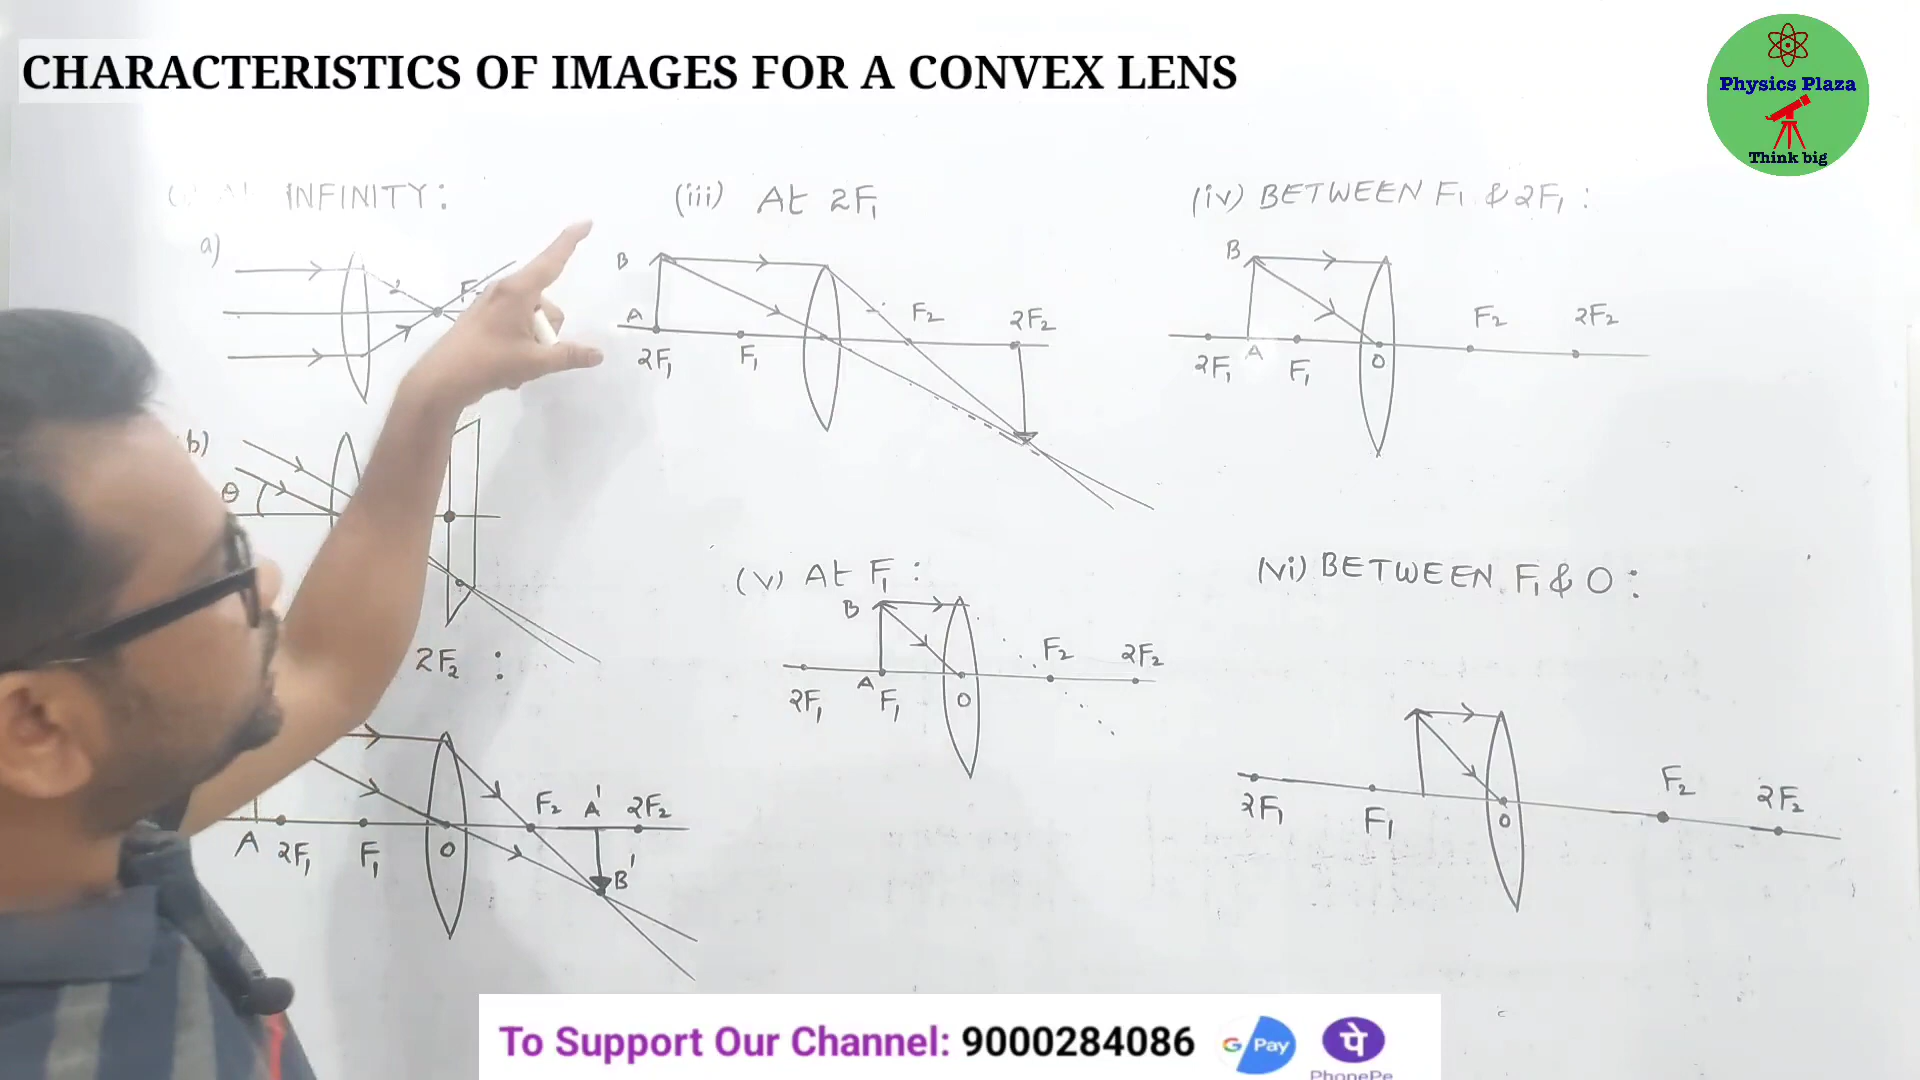 CHARACTERISTICS OF IMAGES FOR A CONVEX LENS
Physics Plaza
Think big
INFINITY:
a)
b)
θ
2F₂ :
F₂ A' 2F₂
A 2F₁ F₁ O
B'
(iii) At 2F₁
B
A F₂ 2F₂
2F₁ F₁
(iv) BETWEEN F₁ & 2F₁ :
B
F₂ 2F₂
2F₁ A F₁ O
(v) At F₁ :
B
F₂ 2F₂
2F₁ A F₁ O
(vi) BETWEEN F₁ & O :
F₂ 2F₂
2F₁ F₁ O
To Support Our Channel: 9000284086
G Pay
पे
PhonePe